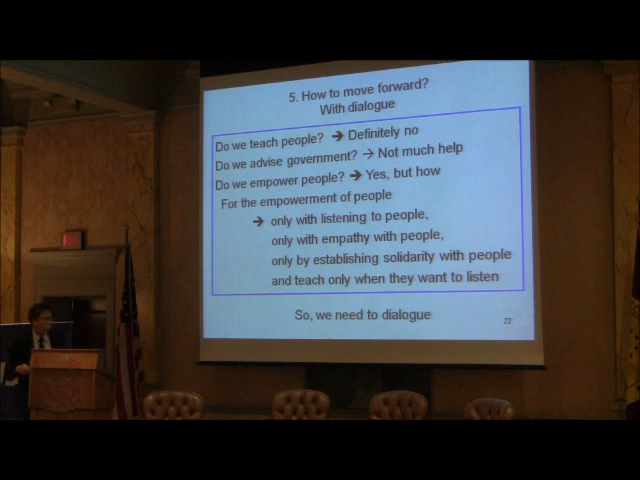 5. How to move forward?
With dialogue
Do we teach people? ➔ Definitely no
Do we advise government? → Not much help
Do we empower people? ➔ Yes, but how
For the empowerment of people
➔ only with listening to people,
only with empathy with people,
only by establishing solidarity with people
and teach only when they want to listen
So, we need to dialogue
22